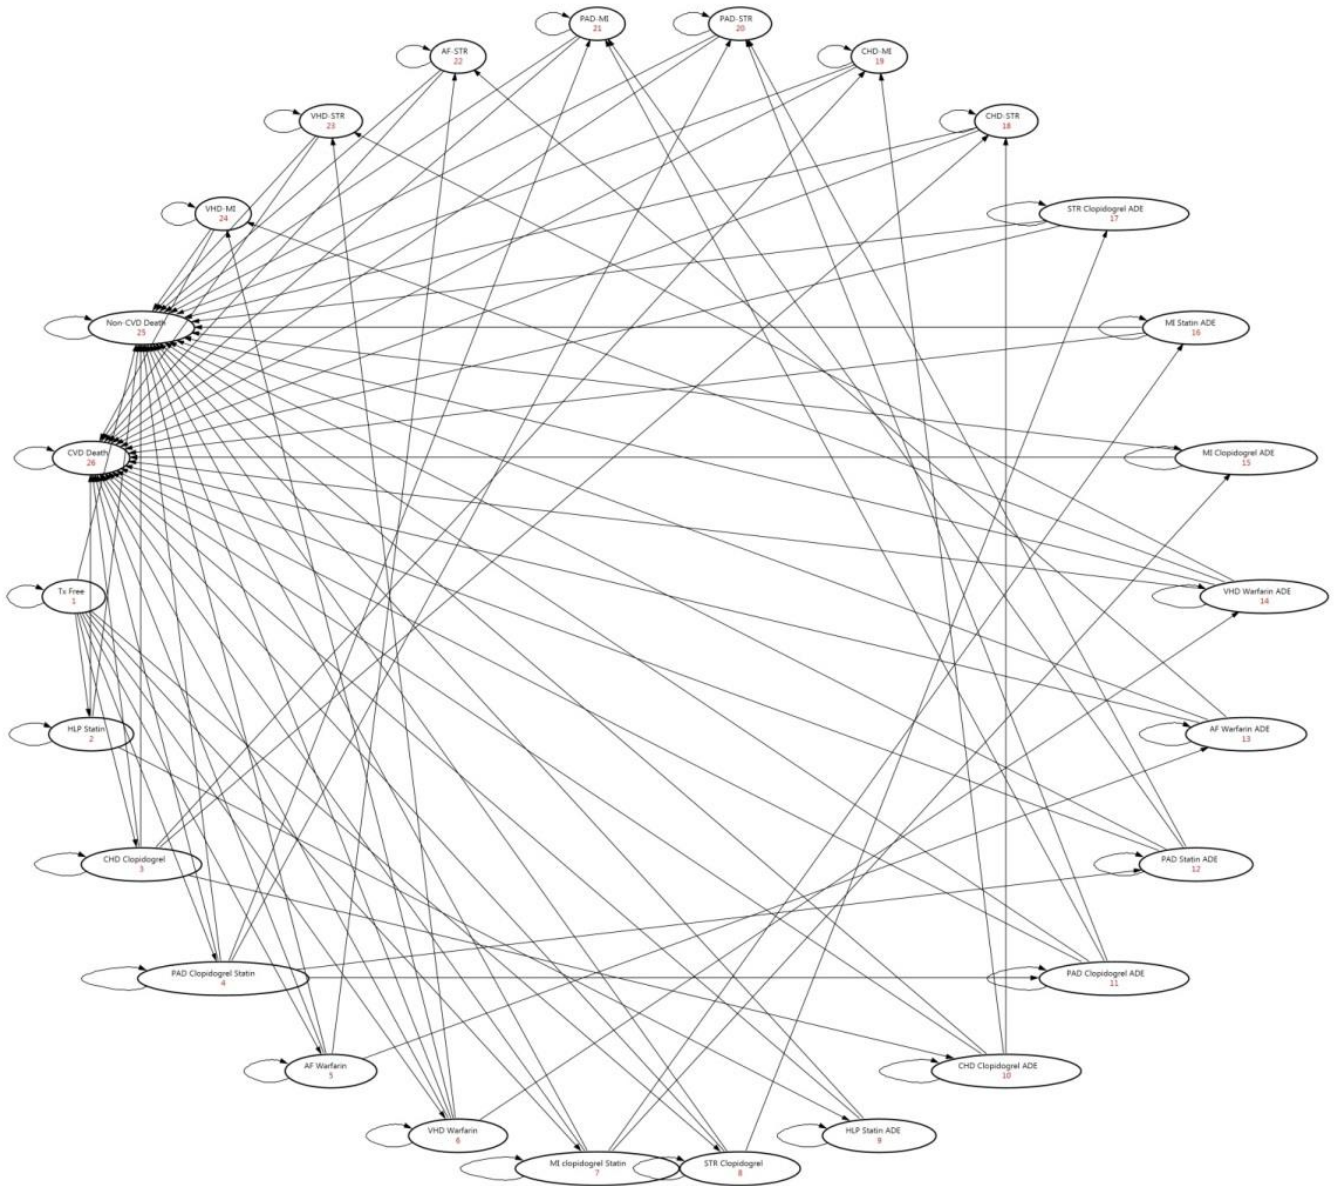 PAD-MI
21
PAD-STR
20
AF-STR
22
CHD-MI
19
VHD-STR
23
CHD-STR
18
VHD-MI
24
STR Clopidogrel ADE
17
Non-CVD Death
25
MI Statin ADE
16
CVD Death
26
MI Clopidogrel ADE
15
Tx Free
1
VHD Warfarin ADE
14
HLP Statin
2
AF Warfarin ADE
13
CHD Clopidogrel
3
PAD Statin ADE
12
PAD Clopidogrel Statin
4
PAD Clopidogrel ADE
11
AF Warfarin
5
CHD Clopidogrel ADE
10
VHD Warfarin
6
HLP Statin ADE
9
MI clopidogrel Statin
7
STR Clopidogrel
8